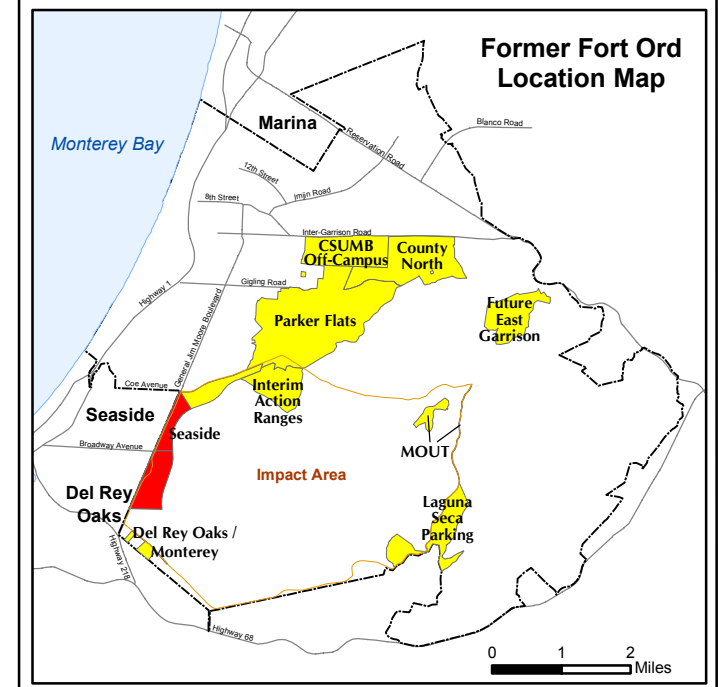 Former Fort Ord
Location Map
Marina
Monterey Bay
Reservation Road
Blanco Road
12th Street
Imjin Road
8th Street
Inter-Garrison Road
CSUMB
Off-Campus
County
North
Gigling Road
Highway 1
General Jim Moore Boulevard
Parker Flats
Future
East
Garrison
Coe Avenue
Interim
Action
Ranges
Seaside
Seaside
Broadway Avenue
MOUT
Impact Area
Del Rey
Oaks
Laguna
Seca
Parking
Del Rey Oaks /
Monterey
Highway 218
Highway 68
0 1 2
Miles